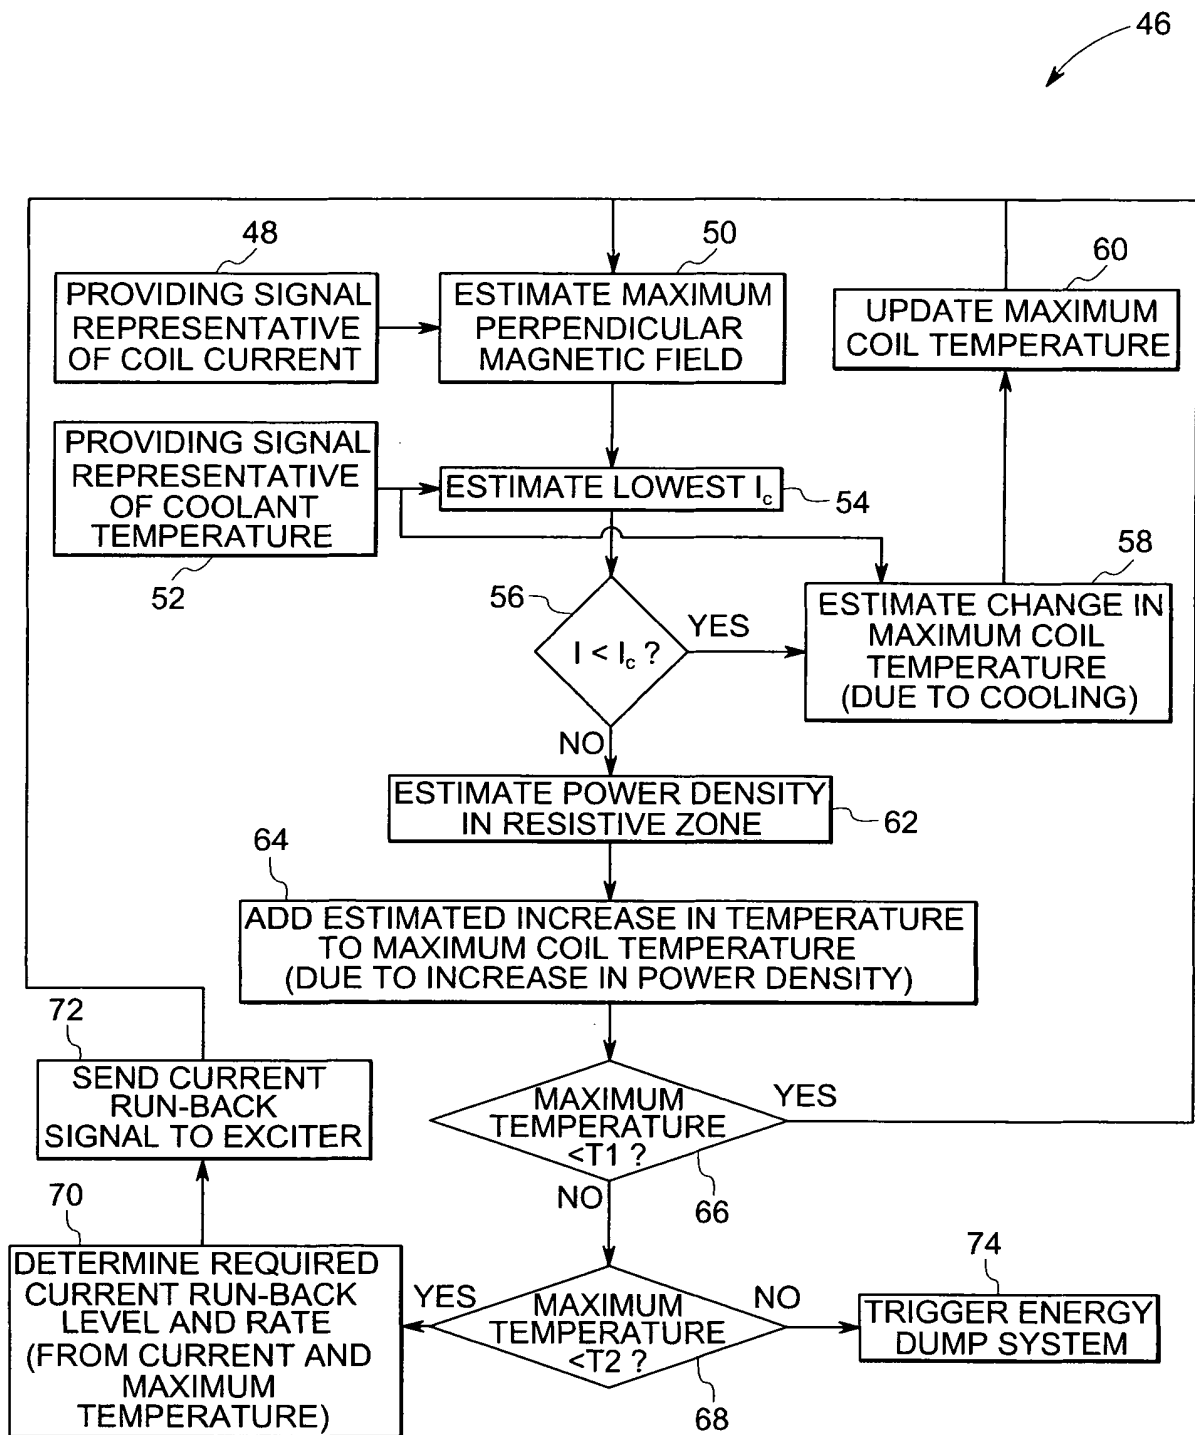 46
48
PROVIDING SIGNAL
REPRESENTATIVE
OF COIL CURRENT
50
ESTIMATE MAXIMUM
PERPENDICULAR
MAGNETIC FIELD
60
UPDATE MAXIMUM
COIL TEMPERATURE
PROVIDING SIGNAL
REPRESENTATIVE
OF COOLANT
TEMPERATURE
52
ESTIMATE LOWEST Ic
54
56
I < Ic ?
YES
NO
58
ESTIMATE CHANGE IN
MAXIMUM COIL
TEMPERATURE
(DUE TO COOLING)
ESTIMATE POWER DENSITY
IN RESISTIVE ZONE
62
64
ADD ESTIMATED INCREASE IN TEMPERATURE
TO MAXIMUM COIL TEMPERATURE
(DUE TO INCREASE IN POWER DENSITY)
72
SEND CURRENT
RUN-BACK
SIGNAL TO EXCITER
MAXIMUM
TEMPERATURE
<T1 ?
YES
NO
66
70
DETERMINE REQUIRED
CURRENT RUN-BACK
LEVEL AND RATE
(FROM CURRENT AND
MAXIMUM
TEMPERATURE)
YES
MAXIMUM
TEMPERATURE
<T2 ?
NO
68
74
TRIGGER ENERGY
DUMP SYSTEM